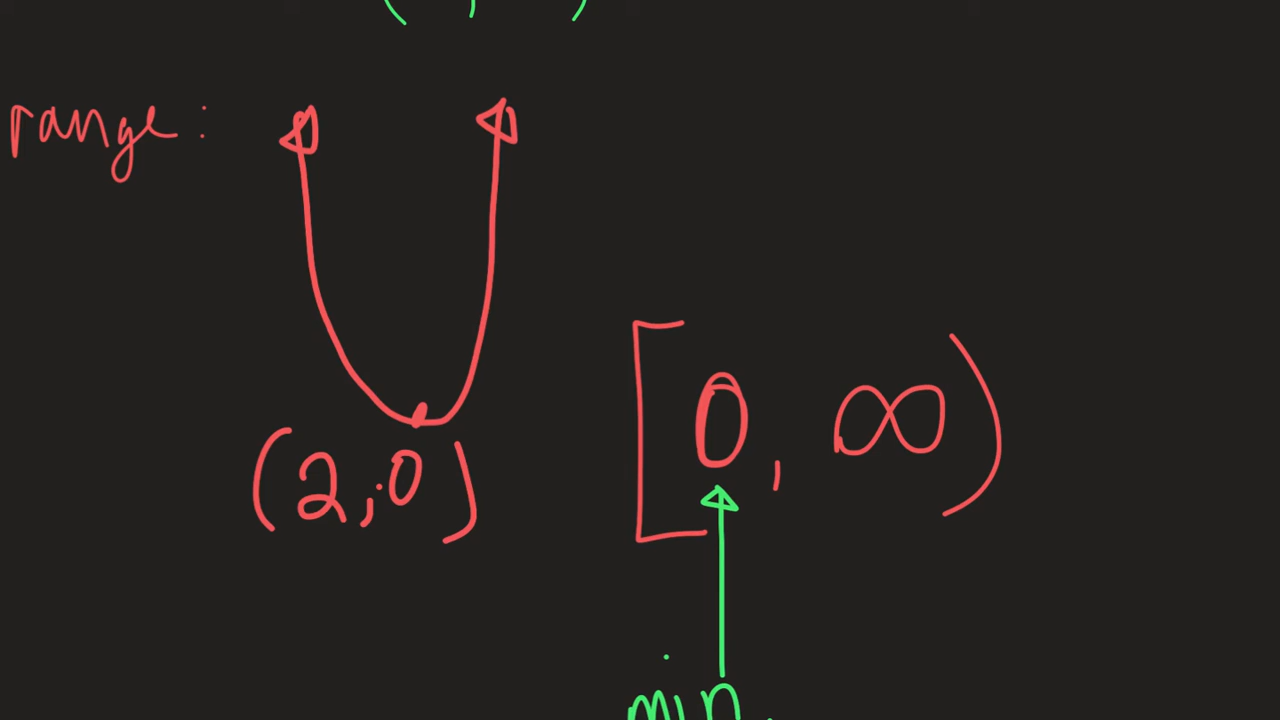 range:
(2,0)
[0, ∞)
min.